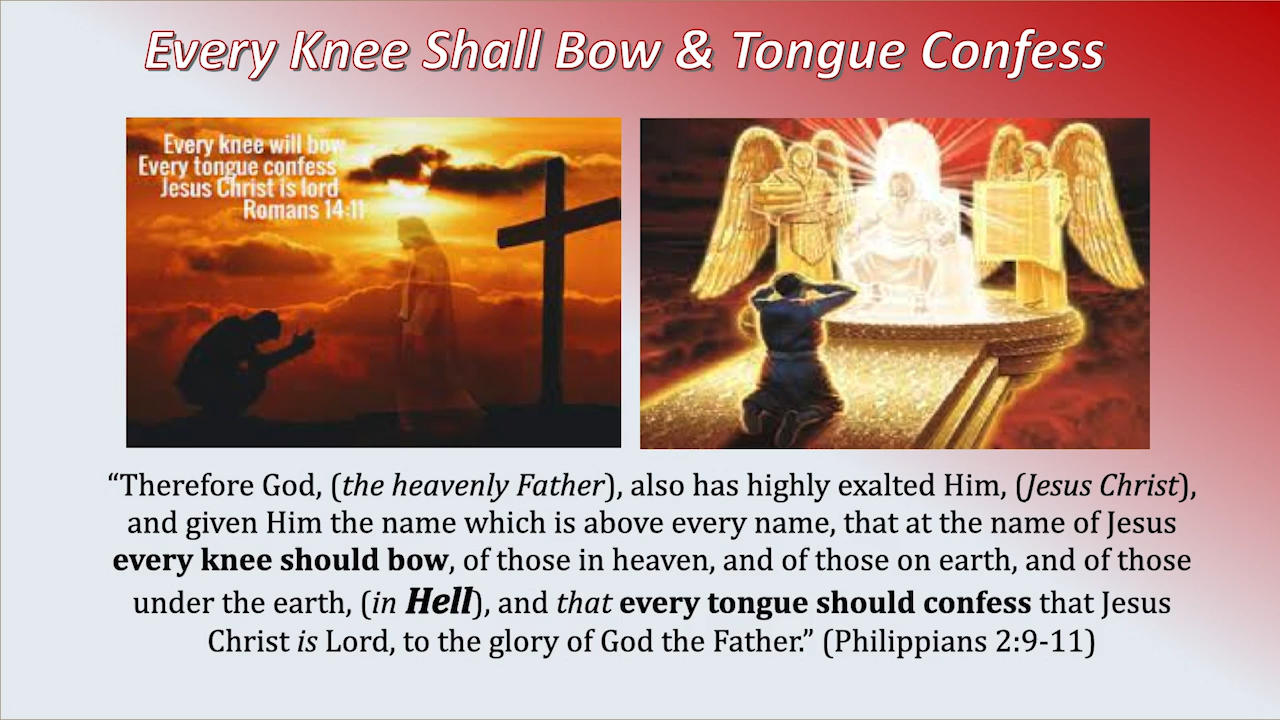 Every Knee Shall Bow & Tongue Confess
Every knee will bow
Every tongue confess
Jesus Christ is lord
Romans 14:11
“Therefore God, (the heavenly Father), also has highly exalted Him, (Jesus Christ),
and given Him the name which is above every name, that at the name of Jesus
every knee should bow, of those in heaven, and of those on earth, and of those
under the earth, (in Hell), and that every tongue should confess that Jesus
Christ is Lord, to the glory of God the Father.” (Philippians 2:9-11)